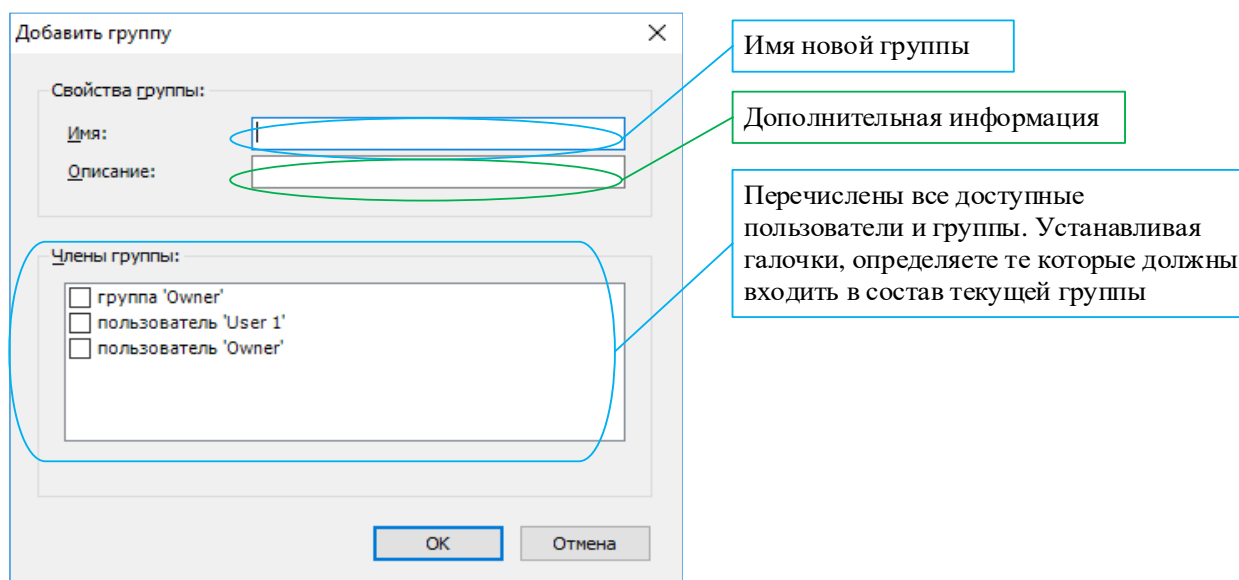 Добавить группу
Свойства группы:
Имя:
Описание:
Члены группы:
группа 'Owner'
пользователь 'User 1'
пользователь 'Owner'
OK
Отмена
Имя новой группы
Дополнительная информация
Перечислены все доступные
пользователи и группы. Устанавливая
галочки, определяете те которые должны
входить в состав текущей группы